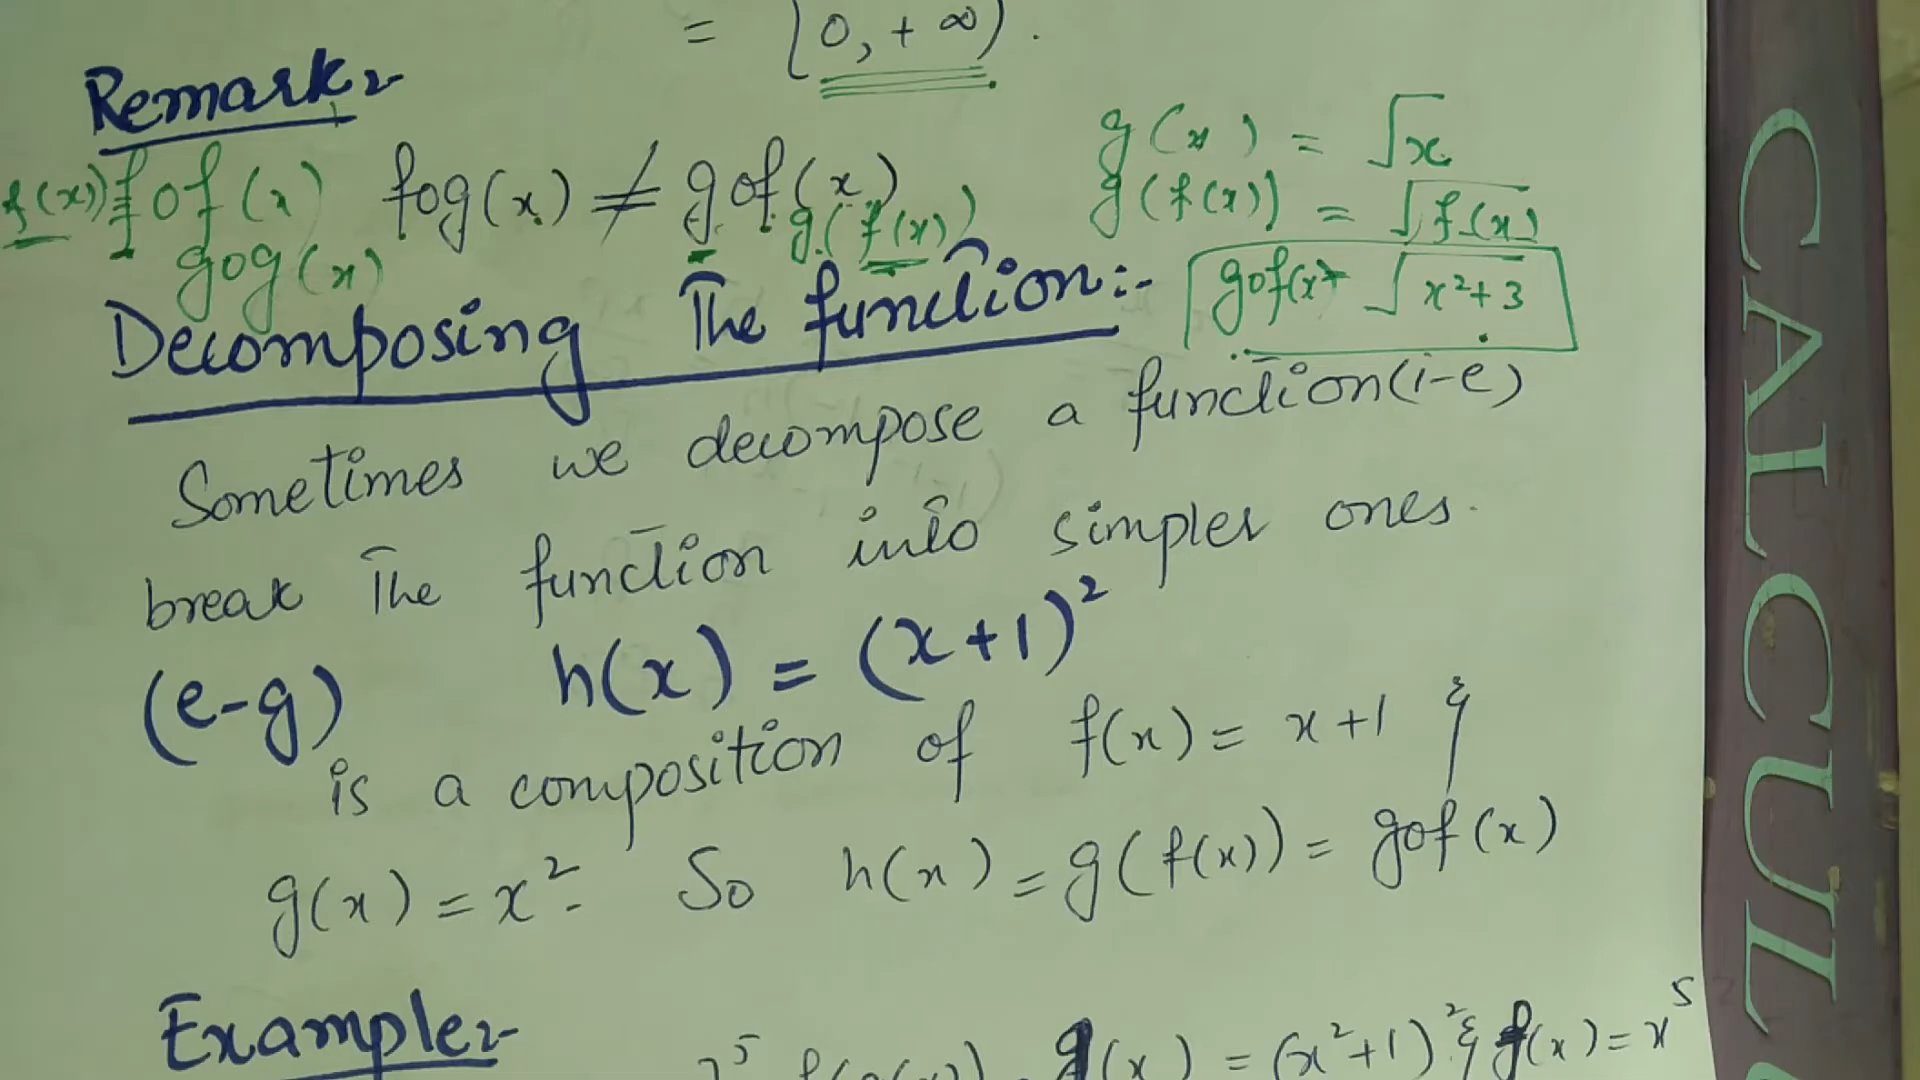 = [0, + ∞).
Remark:-
f(x)) fof(x) fog(x) ≠ gof(x)
g(f(x))
gog(x)
g(x) = √x
g(f(x)) = √f(x)
gof(x) = √x²+3
Decomposing The function:-
Sometimes we decompose a function(i-e)
break The function into simpler ones.
(e-g) h(x) = (x+1)²
is a composition of f(x) = x+1 &
g(x) = x². So h(x) = g(f(x)) = gof(x)
Example:-
g(x) = (x²+1)² & f(x) = x⁵
CALCUL